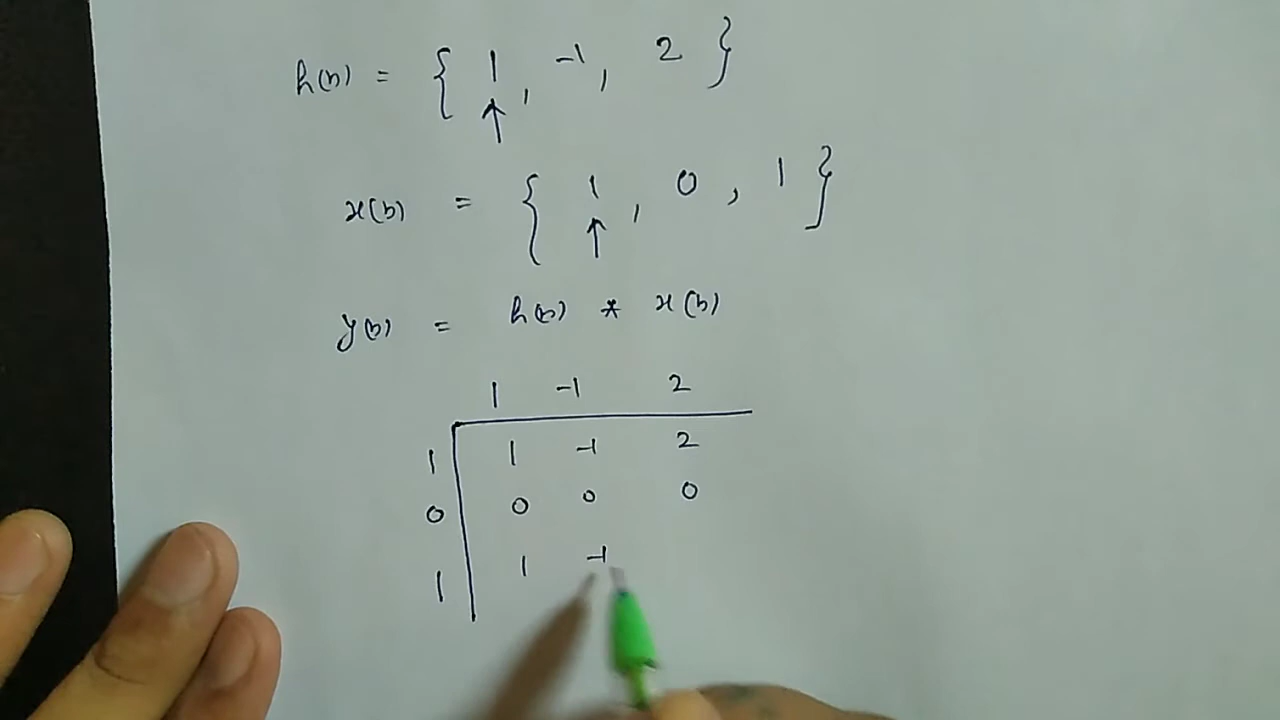 h(n) = { 1, -1, 2 }
↑
x(n) = { 1, 0, 1 }
↑
y(n) = h(n) * x(n)
1 -1 2
1 1 -1 2
0 0 0 0
1 1 -1